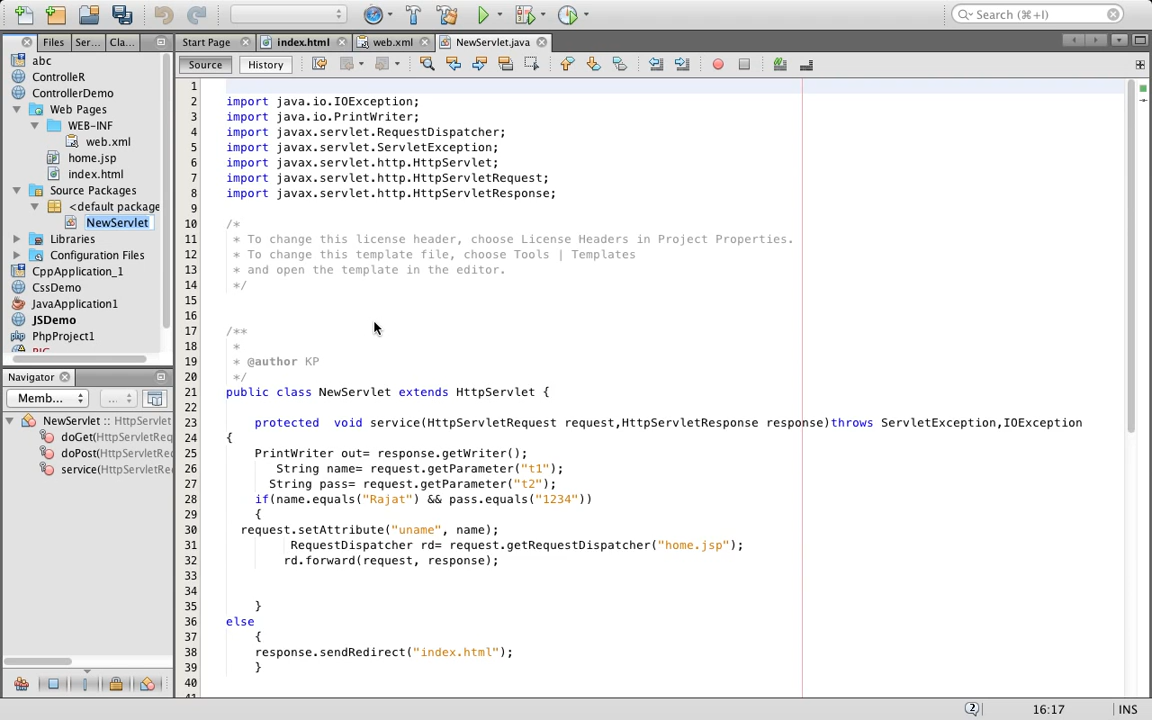 Search (⌘+I)
Files
Ser...
Cla...
Start Page
index.html
web.xml
NewServlet.java
Source
History
abc
ControlleR
ControllerDemo
Web Pages
WEB-INF
web.xml
home.jsp
index.html
Source Packages
<default package
NewServlet
Libraries
Configuration Files
CppApplication_1
CssDemo
JavaApplication1
JSDemo
PhpProject1
Navigator
Memb...
...
NewServlet :: HttpServlet
doGet(HttpServletReq
doPost(HttpServletRe
service(HttpServletRe
1
2 import java.io.IOException;
3 import java.io.PrintWriter;
4 import javax.servlet.RequestDispatcher;
5 import javax.servlet.ServletException;
6 import javax.servlet.http.HttpServlet;
7 import javax.servlet.http.HttpServletRequest;
8 import javax.servlet.http.HttpServletResponse;
9
10 /*
11 * To change this license header, choose License Headers in Project Properties.
12 * To change this template file, choose Tools | Templates
13 * and open the template in the editor.
14 */
15
16
17 /**
18 *
19 * @author KP
20 */
21 public class NewServlet extends HttpServlet {
22
23 protected void service(HttpServletRequest request,HttpServletResponse response)throws ServletException,IOException
24 {
25 PrintWriter out= response.getWriter();
26 String name= request.getParameter("t1");
27 String pass= request.getParameter("t2");
28 if(name.equals("Rajat") && pass.equals("1234"))
29 {
30 request.setAttribute("uname", name);
31 RequestDispatcher rd= request.getRequestDispatcher("home.jsp");
32 rd.forward(request, response);
33
34
35 }
36 else
37 {
38 response.sendRedirect("index.html");
39 }
40
2
16:17
INS